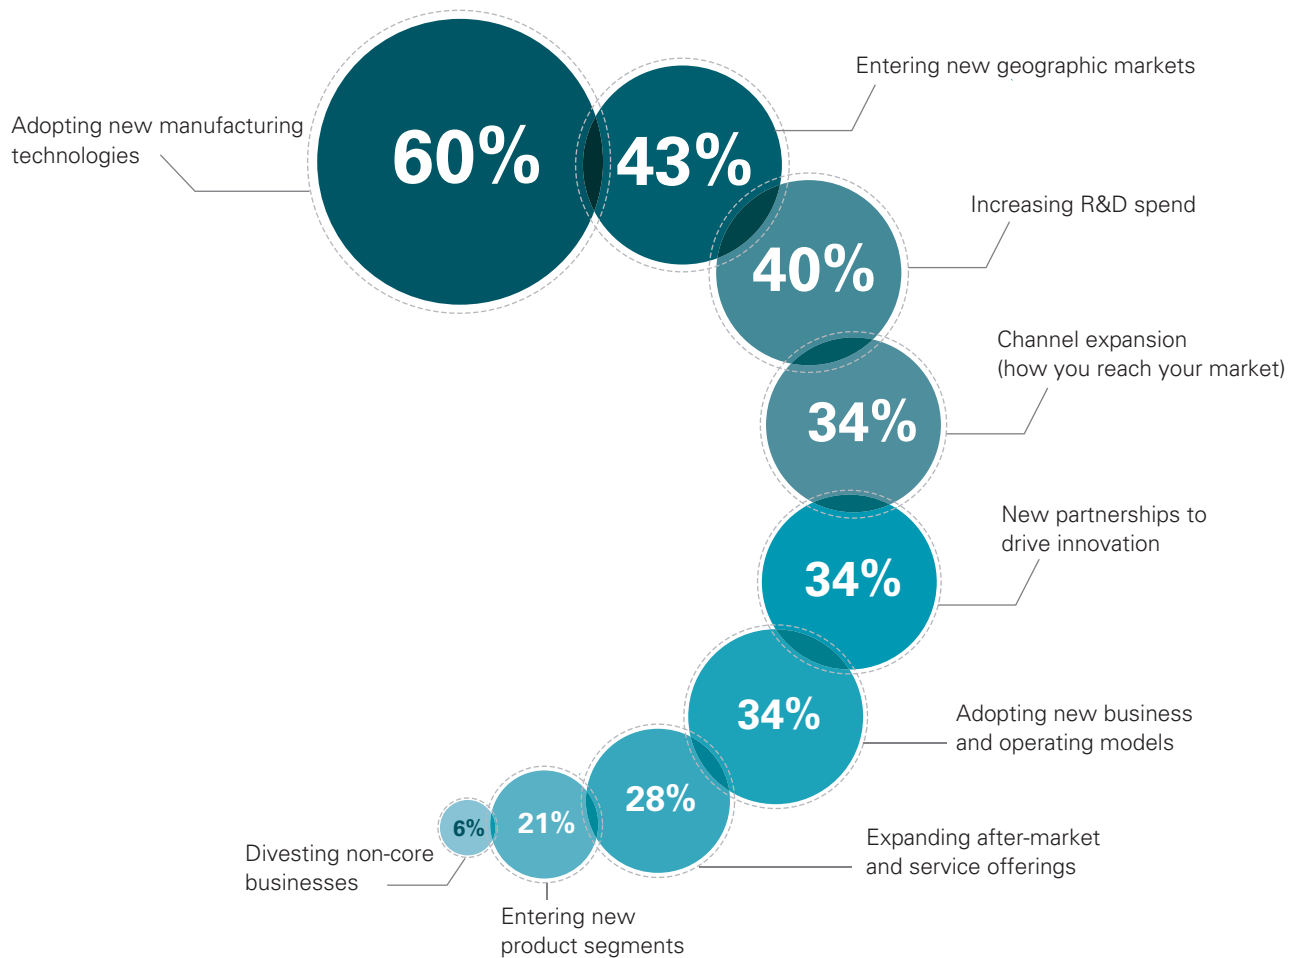 Adopting new manufacturing
technologies
60%
43%
Entering new geographic markets
40%
Increasing R&D spend
34%
Channel expansion
(how you reach your market)
34%
New partnerships to
drive innovation
34%
Adopting new business
and operating models
28%
Expanding after-market
and service offerings
21%
Entering new
product segments
6%
Divesting non-core
businesses